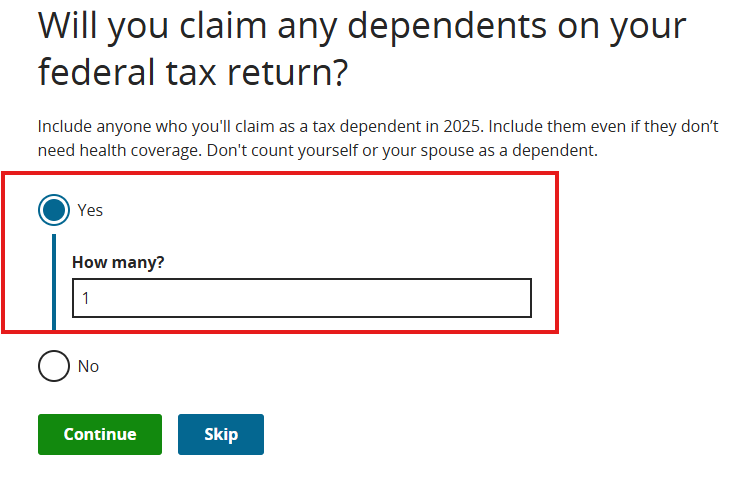 Will you claim any dependents on your
federal tax return?
Include anyone who you'll claim as a tax dependent in 2025. Include them even if they don’t
need health coverage. Don't count yourself or your spouse as a dependent.
Yes
How many?
1
No
Continue
Skip